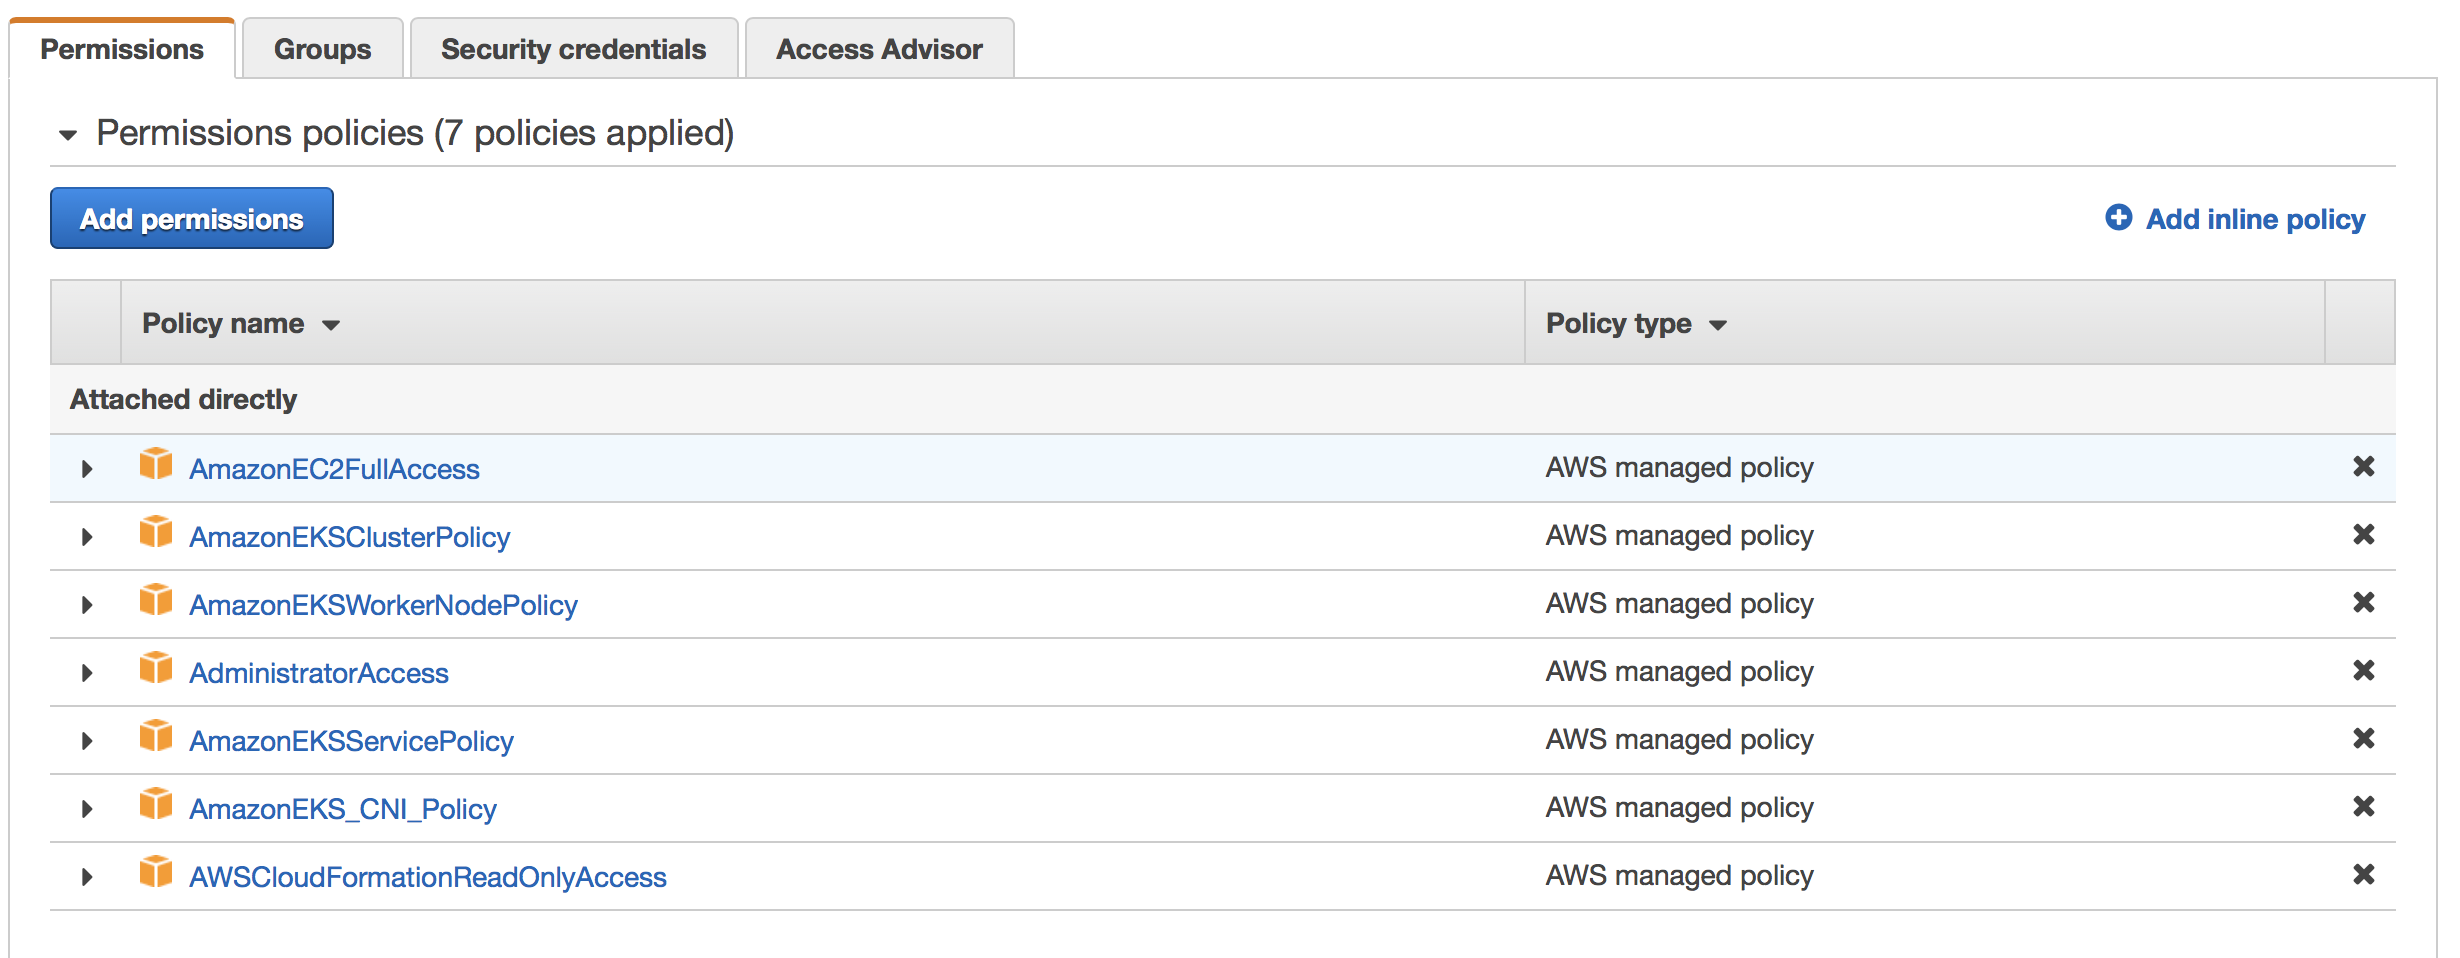 Permissions Groups Security credentials Access Advisor
Permissions policies (7 policies applied)
Add permissions Add inline policy
Policy name Policy type
Attached directly
AmazonEC2FullAccess AWS managed policy
AmazonEKSClusterPolicy AWS managed policy
AmazonEKSWorkerNodePolicy AWS managed policy
AdministratorAccess AWS managed policy
AmazonEKSServicePolicy AWS managed policy
AmazonEKS_CNI_Policy AWS managed policy
AWSCloudFormationReadOnlyAccess AWS managed policy